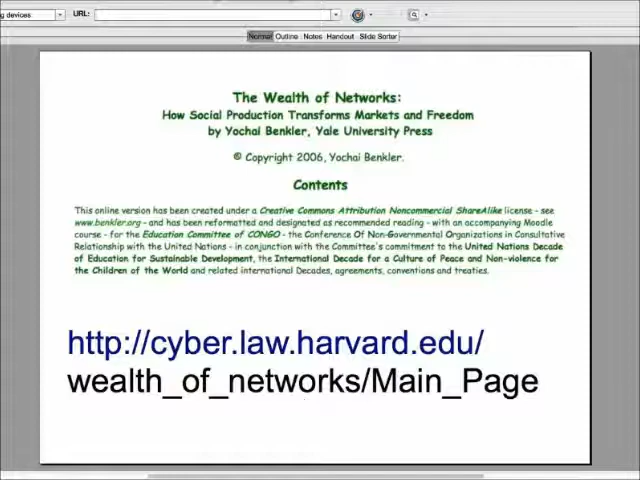 g devices URL:
Normal Outline Notes Handout Slide Sorter
The Wealth of Networks:
How Social Production Transforms Markets and Freedom
by Yochai Benkler, Yale University Press
© Copyright 2006, Yochai Benkler.
Contents
This online version has been created under a Creative Commons Attribution Noncommercial ShareAlike license - see
www.benkler.org - and has been reformatted and designated as recommended reading - with an accompanying Moodle
course - for the Education Committee of CONGO - the Conference Of Non-Governmental Organizations in Consultative
Relationship with the United Nations - in conjunction with the Committee's commitment to the United Nations Decade
of Education for Sustainable Development, the International Decade for a Culture of Peace and Non-violence for
the Children of the World and related international Decades, agreements, conventions and treaties.
http://cyber.law.harvard.edu/
wealth_of_networks/Main_Page